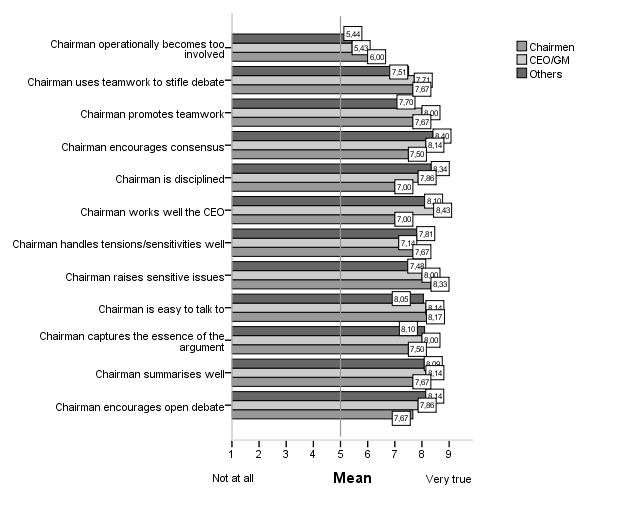 Chairmen
CEO/GM
Others
Chairman operationally becomes too
involved
5,44
5,43
6,00
Chairman uses teamwork to stifle debate
7,51
7,71
7,67
Chairman promotes teamwork
7,70
8,00
7,67
Chairman encourages consensus
8,40
8,14
7,50
Chairman is disciplined
8,34
7,86
7,00
Chairman works well the CEO
8,10
8,43
7,00
Chairman handles tensions/sensitivities well
7,81
7,14
7,67
Chairman raises sensitive issues
7,48
8,00
8,33
Chairman is easy to talk to
8,05
8,14
8,17
Chairman captures the essence of the
argument
8,10
8,00
7,50
Chairman summarises well
8,09
8,14
7,67
Chairman encourages open debate
8,14
7,86
7,67
1 2 3 4 5 6 7 8 9
Not at all Mean Very true